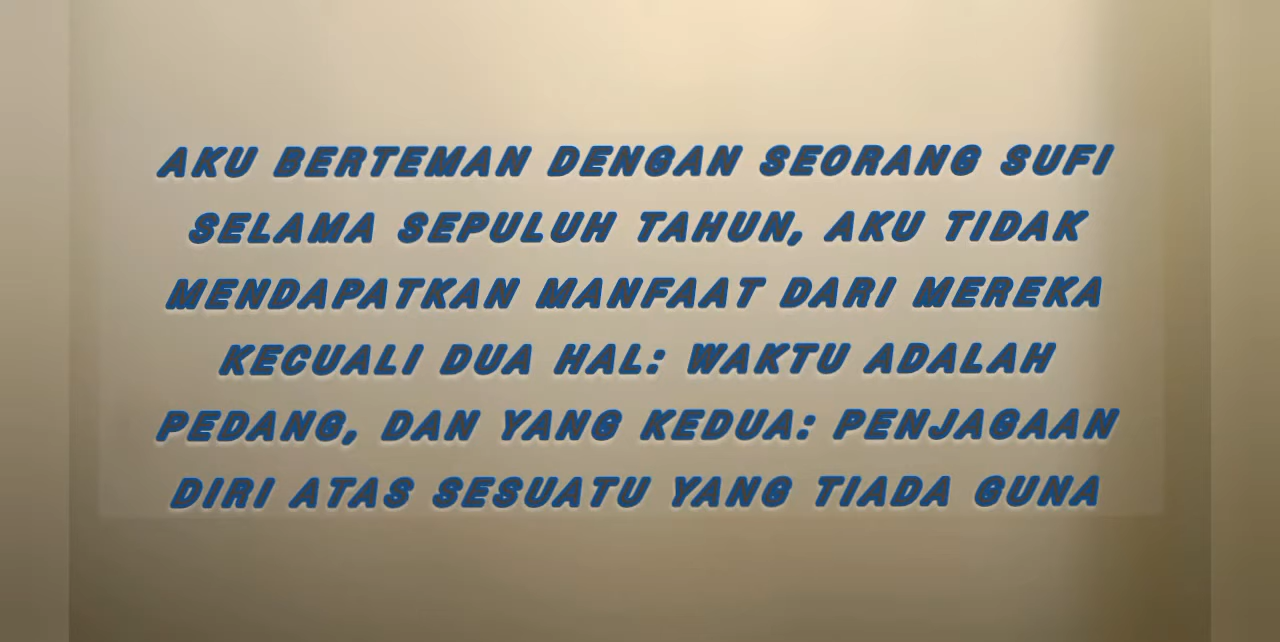 AKU BERTEMAN DENGAN SEORANG SUFI
SELAMA SEPULUH TAHUN, AKU TIDAK
MENDAPATKAN MANFAAT DARI MEREKA
KECUALI DUA HAL: WAKTU ADALAH
PEDANG, DAN YANG KEDUA: PENJAGAAN
DIRI ATAS SESUATU YANG TIADA GUNA